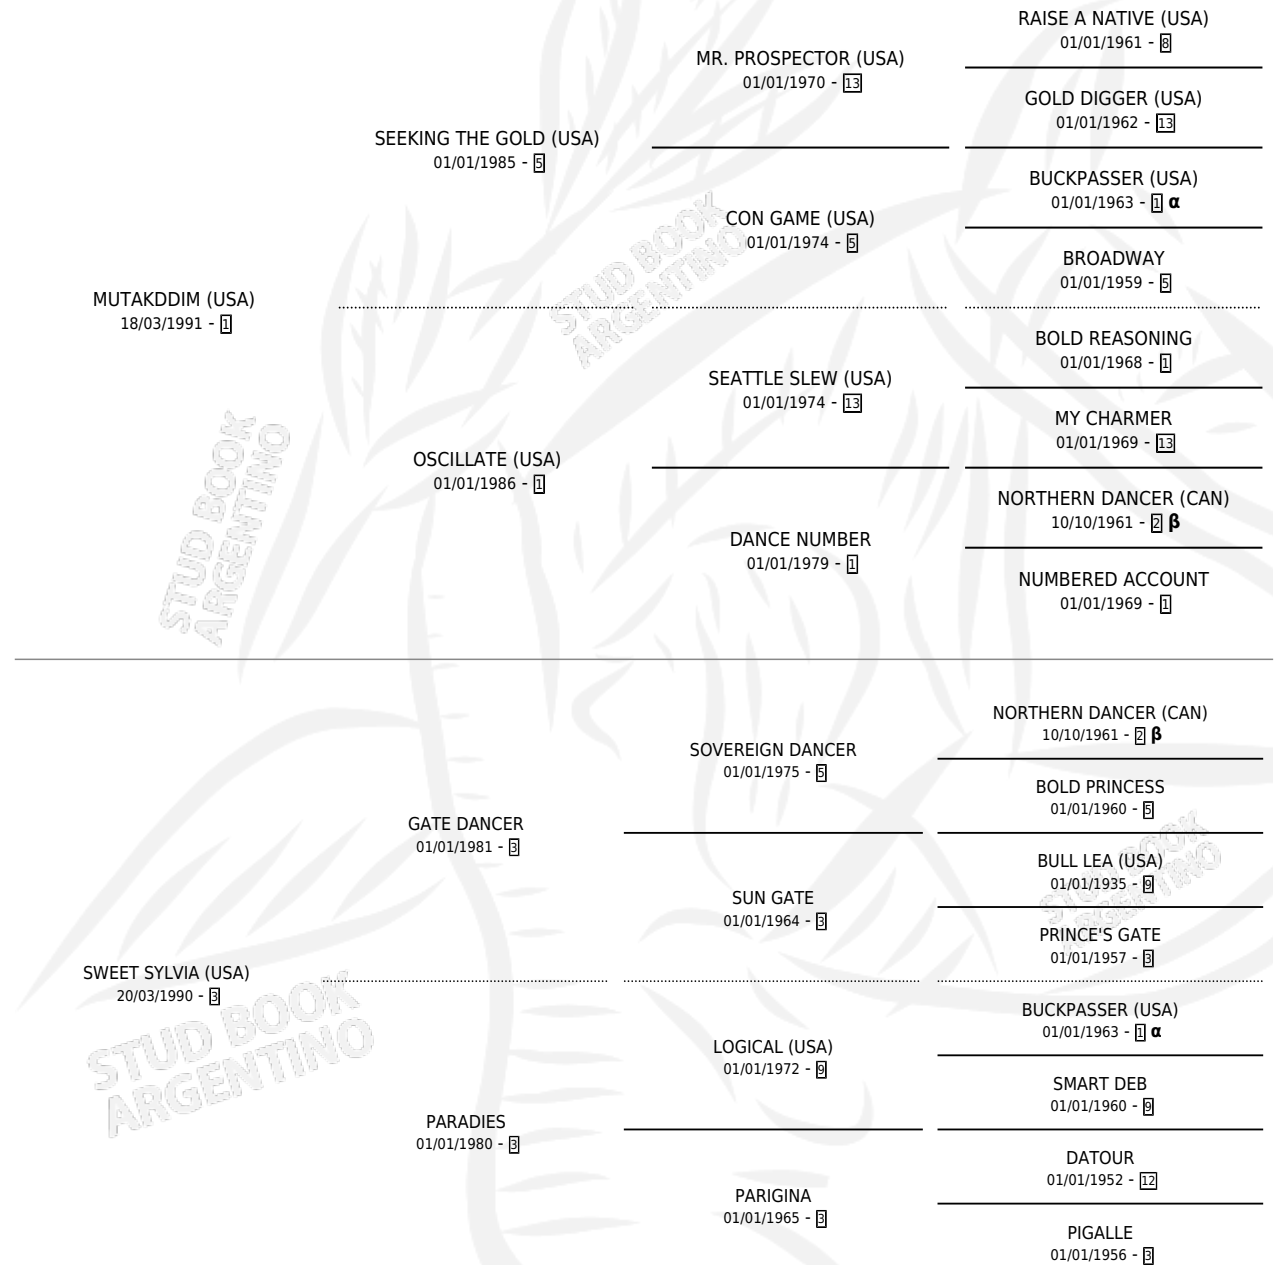 RAISE A NATIVE (USA)
01/01/1961 - 8
MR. PROSPECTOR (USA)
01/01/1970 - 13
GOLD DIGGER (USA)
01/01/1962 - 13
SEEKING THE GOLD (USA)
01/01/1985 - 5
BUCKPASSER (USA)
01/01/1963 - 1 α
CON GAME (USA)
01/01/1974 - 5
BROADWAY
01/01/1959 - 5
MUTAKDDIM (USA)
18/03/1991 - 1
BOLD REASONING
01/01/1968 - 1
SEATTLE SLEW (USA)
01/01/1974 - 13
MY CHARMER
01/01/1969 - 13
OSCILLATE (USA)
01/01/1986 - 1
NORTHERN DANCER (CAN)
10/10/1961 - 2 β
DANCE NUMBER
01/01/1979 - 1
NUMBERED ACCOUNT
01/01/1969 - 1
NORTHERN DANCER (CAN)
10/10/1961 - 2 β
SOVEREIGN DANCER
01/01/1975 - 5
BOLD PRINCESS
01/01/1960 - 5
GATE DANCER
01/01/1981 - 3
BULL LEA (USA)
01/01/1935 - 9
SUN GATE
01/01/1964 - 3
PRINCE'S GATE
01/01/1957 - 3
SWEET SYLVIA (USA)
20/03/1990 - 3
BUCKPASSER (USA)
01/01/1963 - 1 α
LOGICAL (USA)
01/01/1972 - 9
SMART DEB
01/01/1960 - 9
PARADIES
01/01/1980 - 3
DATOUR
01/01/1952 - 12
PARIGINA
01/01/1965 - 3
PIGALLE
01/01/1956 - 3
STUD BOOK
ARGENTINO
STUD BOOK
ARGENTINO
STUD BOOK
ARGENTINO
STUD BOOK
ARGENTINO